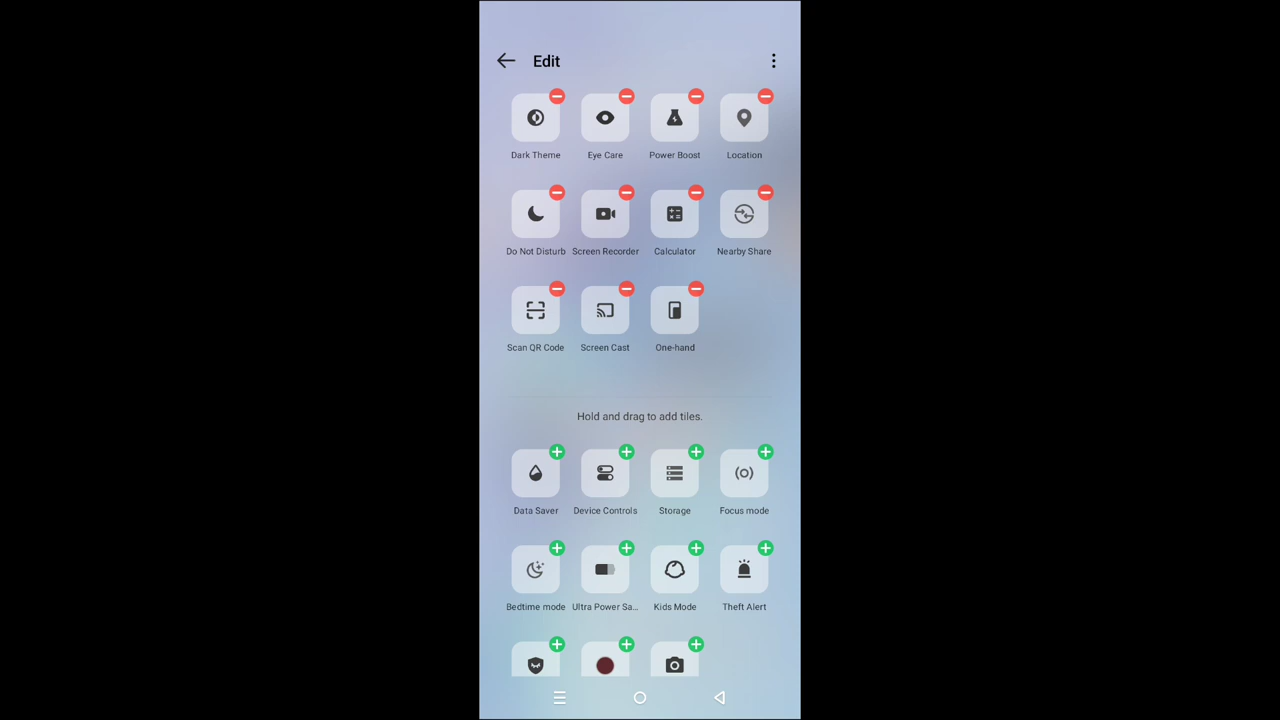 Edit
Dark Theme Eye Care Power Boost Location
Do Not Disturb Screen Recorder Calculator Nearby Share
Scan QR Code Screen Cast One-hand
Hold and drag to add tiles.
Data Saver Device Controls Storage Focus mode
Bedtime mode Ultra Power Sa... Kids Mode Theft Alert